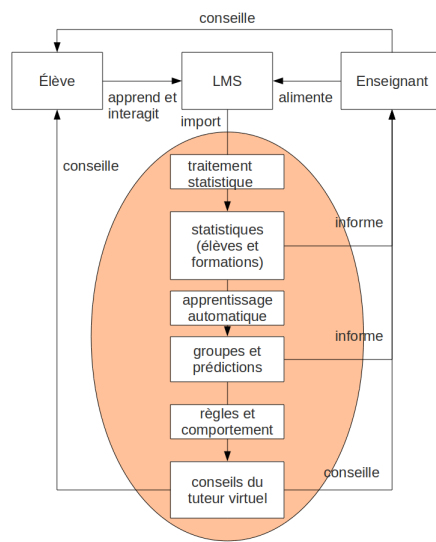 conseille
Élève
LMS
Enseignant
apprend et
interagit
alimente
import
conseille
traitement
statistique
statistiques
(élèves et
formations)
informe
apprentissage
automatique
groupes et
prédictions
informe
règles et
comportement
conseils du
tuteur virtuel
conseille